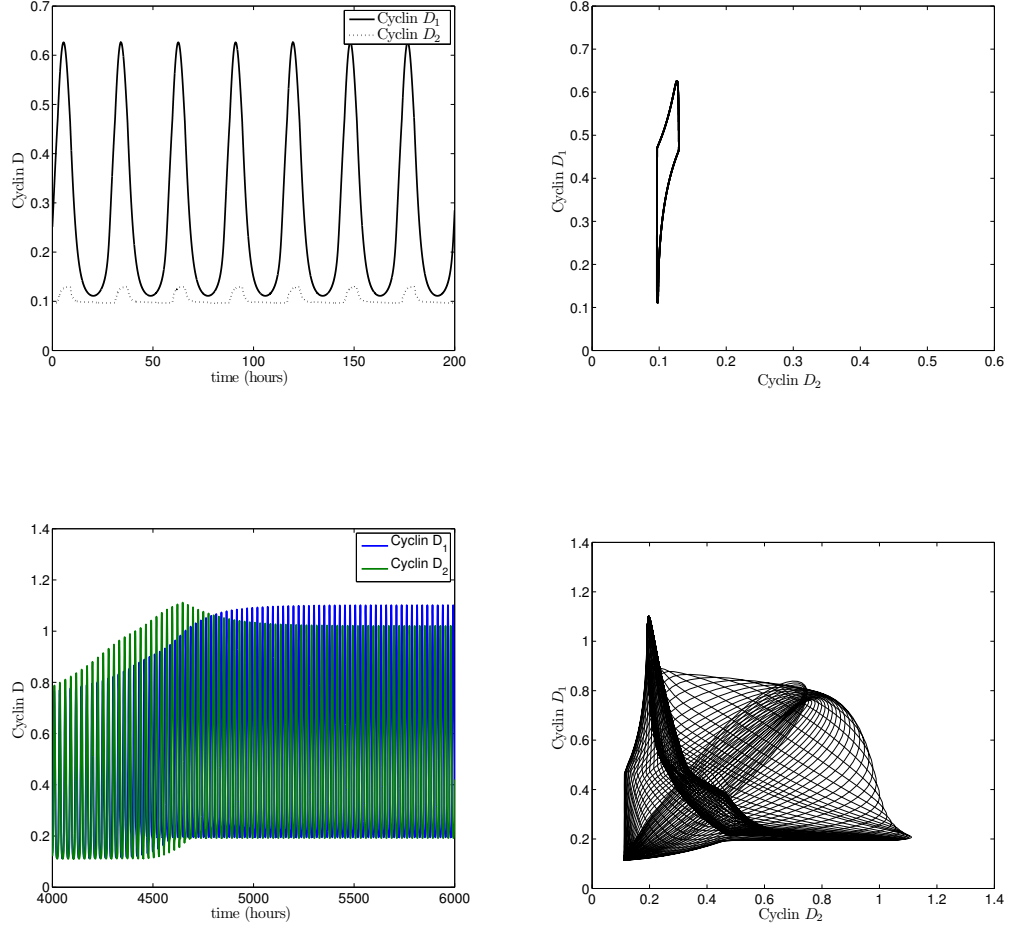 0.7
0.6
0.5
0.4
0.3
0.2
0.1
0
Cyclin D
Cyclin D1
Cyclin D2
0 50 100 150 200
time (hours)
0.8
0.7
0.6
0.5
0.4
0.3
0.2
0.1
0
Cyclin D1
0 0.1 0.2 0.3 0.4 0.5 0.6
Cyclin D2
1.4
1.2
1
0.8
0.6
0.4
0.2
0
Cyclin D
Cyclin D1
Cyclin D2
4000 4500 5000 5500 6000
time (hours)
1.4
1.2
1
0.8
0.6
0.4
0.2
0
Cyclin D1
0 0.2 0.4 0.6 0.8 1 1.2 1.4
Cyclin D2